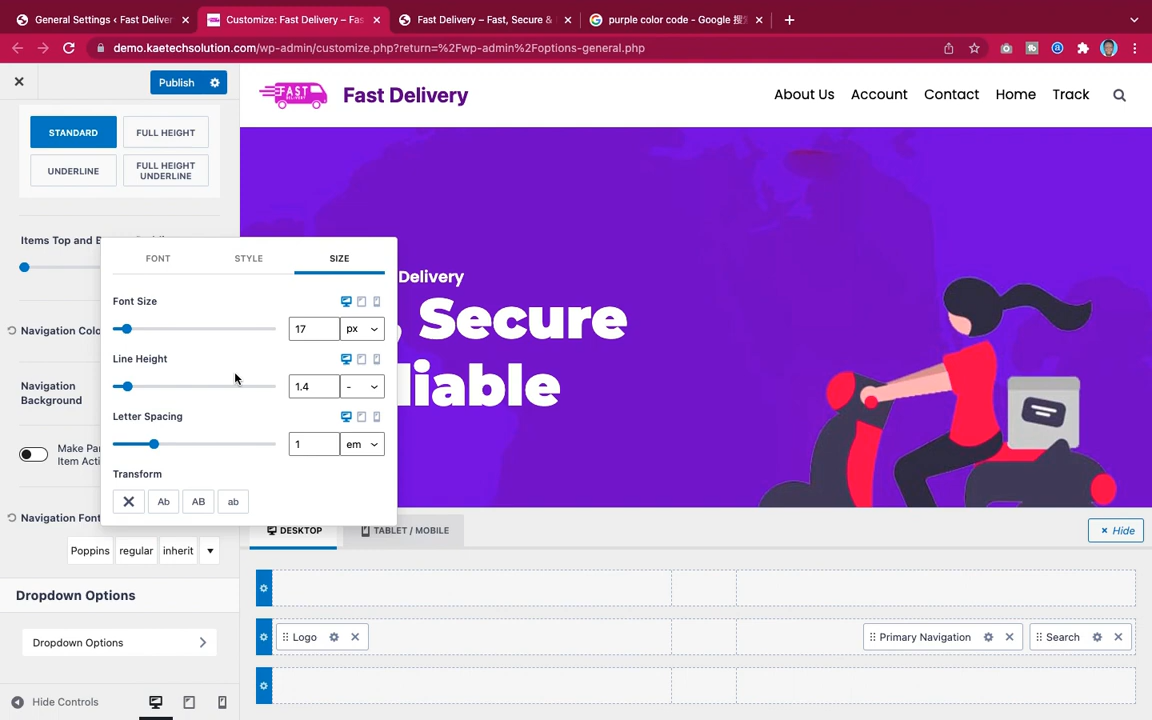 General Settings ‹ Fast Deliver
Customize: Fast Delivery – Fas
Fast Delivery – Fast, Secure &
purple color code - Google 搜
demo.kaetechsolution.com/wp-admin/customize.php?return=%2Fwp-admin%2Foptions-general.php
Publish
FAST
Fast Delivery
About Us
Account
Contact
Home
Track
STANDARD
FULL HEIGHT
UNDERLINE
FULL HEIGHT
UNDERLINE
Items Top and B
FONT
STYLE
SIZE
Delivery
Font Size
17
px
Secure
Navigation Colo
Line Height
1.4
-
liable
Navigation
Background
Letter Spacing
1
em
Make Par
Item Acti
Transform
Ab
AB
ab
Navigation Font
Poppins
regular
inherit
DESKTOP
TABLET / MOBILE
Hide
Dropdown Options
Dropdown Options
Logo
Primary Navigation
Search
Hide Controls